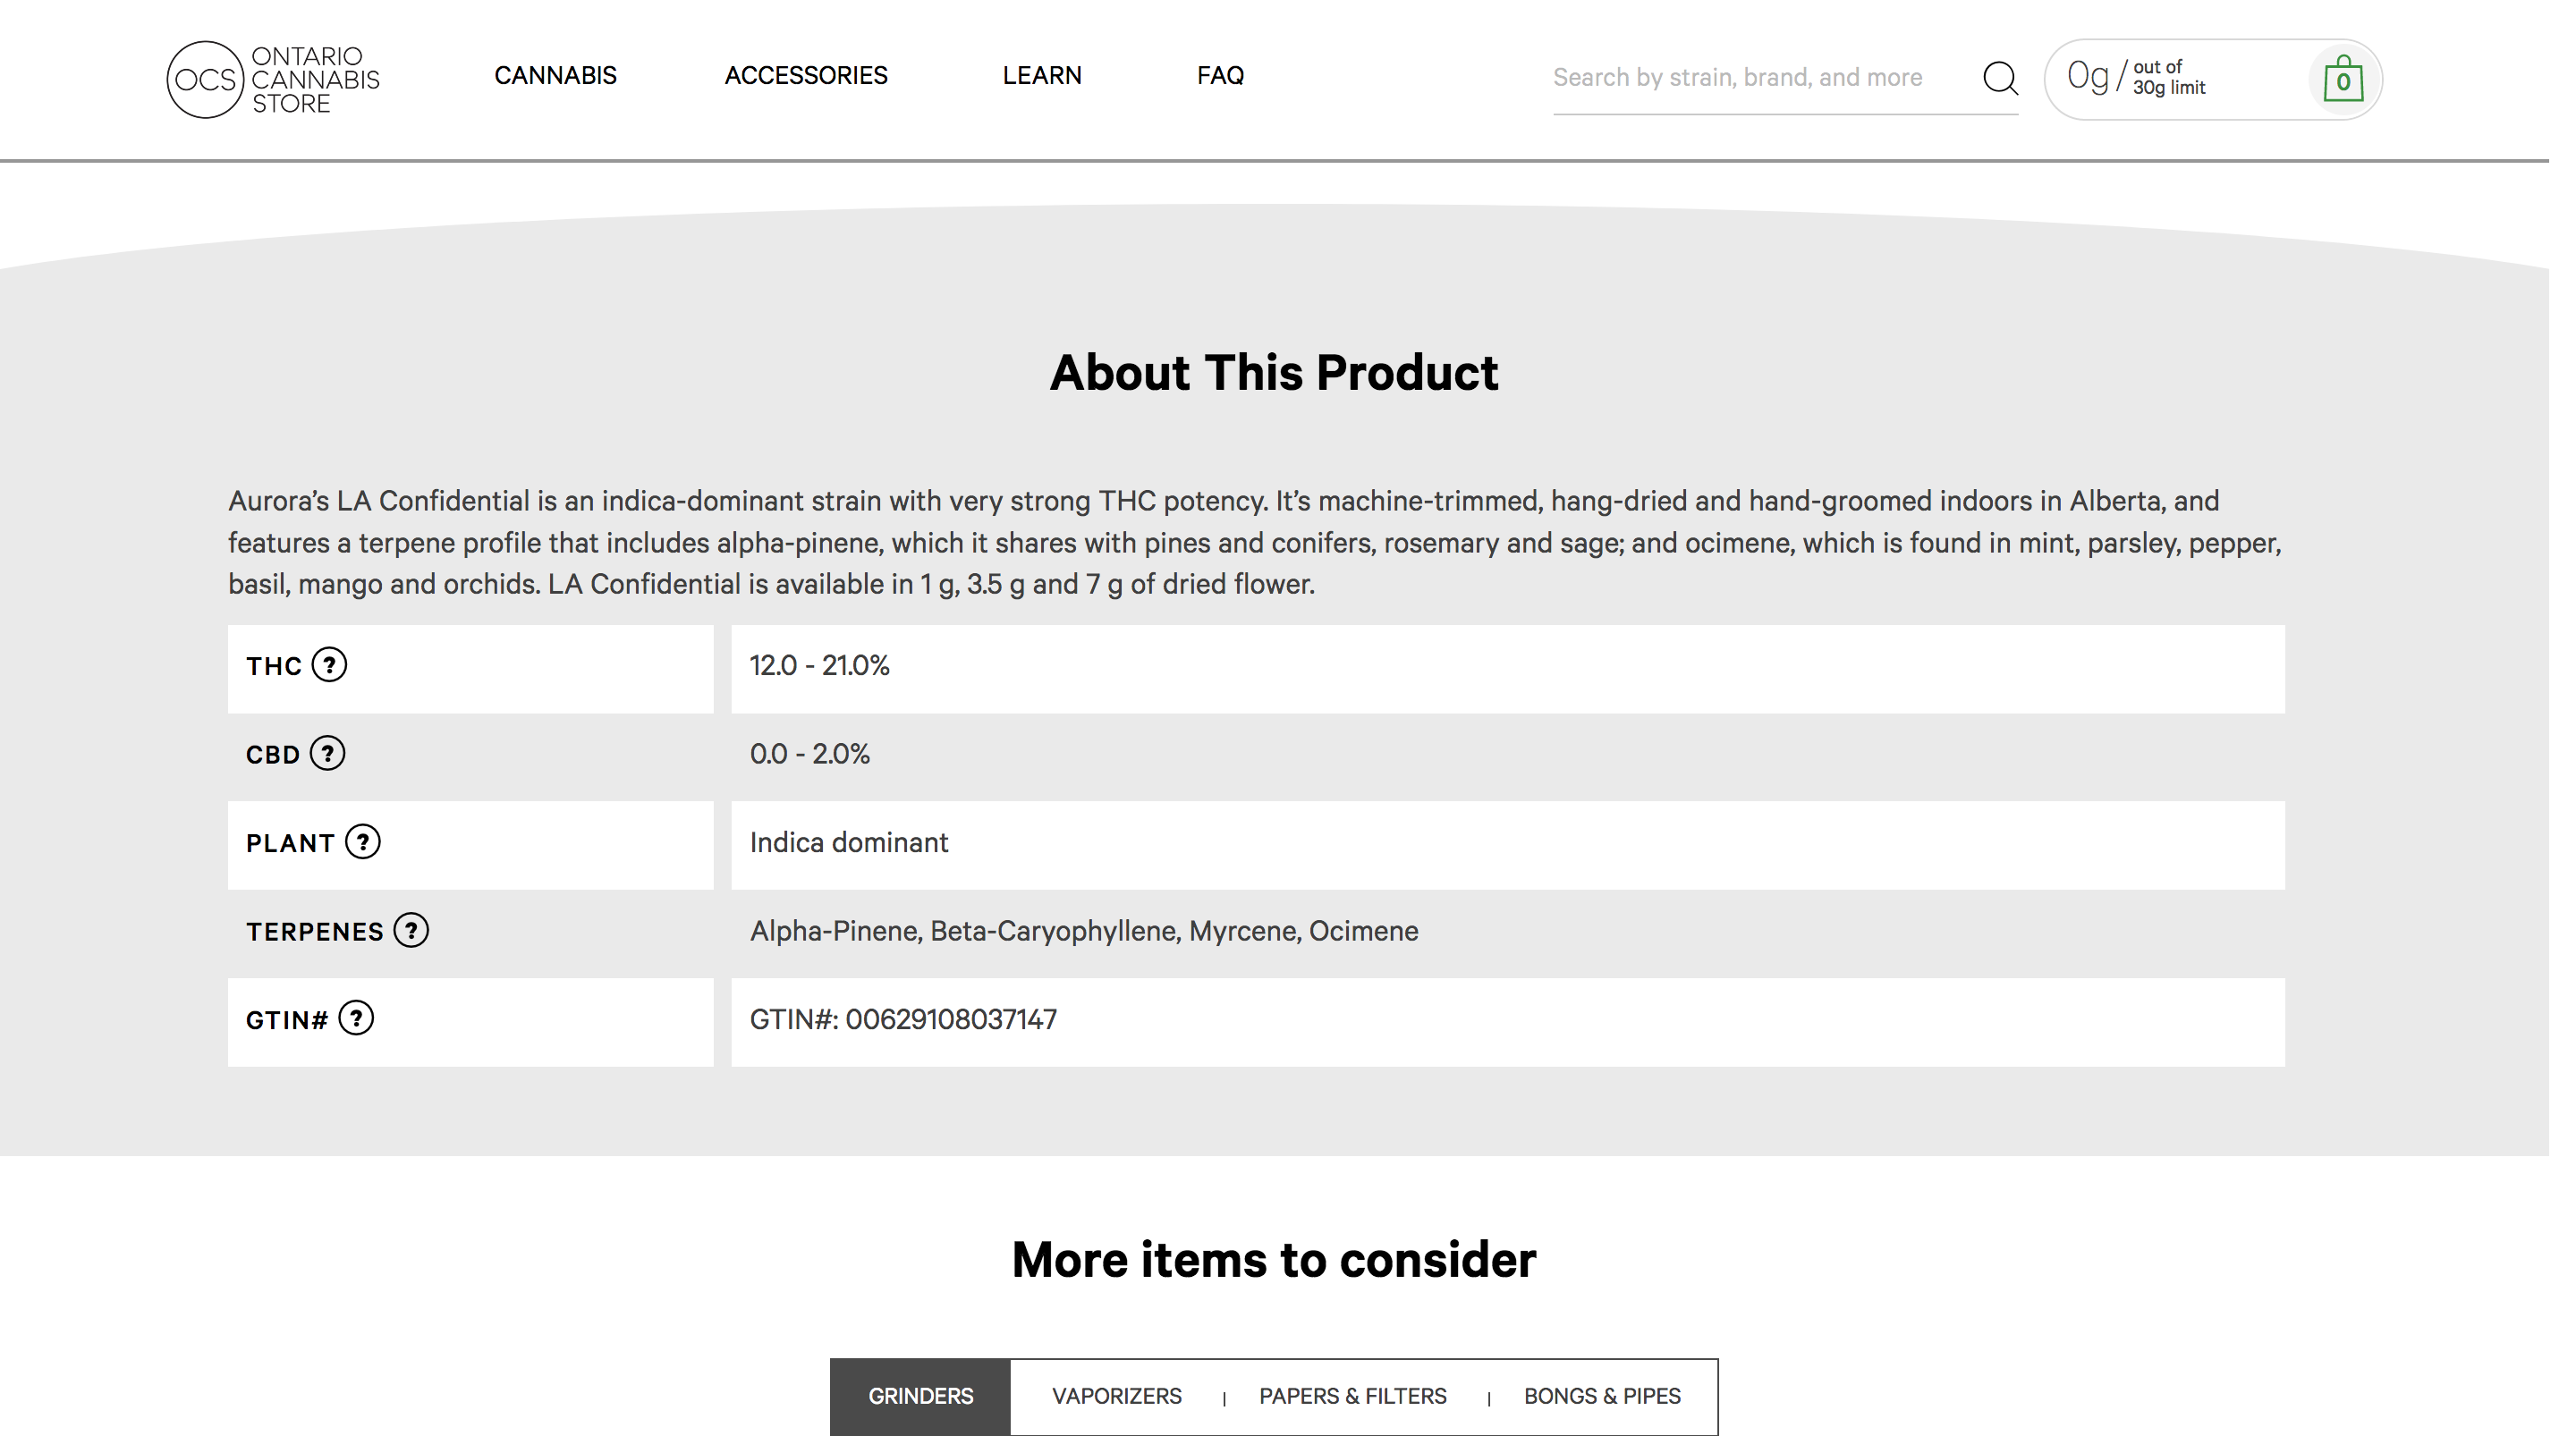 OCS ONTARIO
CANNABIS
STORE
CANNABIS
ACCESSORIES
LEARN
FAQ
Search by strain, brand, and more
0g / out of
30g limit
0
About This Product
Aurora’s LA Confidential is an indica-dominant strain with very strong THC potency. It’s machine-trimmed, hang-dried and hand-groomed indoors in Alberta, and
features a terpene profile that includes alpha-pinene, which it shares with pines and conifers, rosemary and sage; and ocimene, which is found in mint, parsley, pepper,
basil, mango and orchids. LA Confidential is available in 1 g, 3.5 g and 7 g of dried flower.
THC ? 12.0 - 21.0%
CBD ? 0.0 - 2.0%
PLANT ? Indica dominant
TERPENES ? Alpha-Pinene, Beta-Caryophyllene, Myrcene, Ocimene
GTIN# ? GTIN#: 00629108037147
More items to consider
GRINDERS VAPORIZERS | PAPERS & FILTERS | BONGS & PIPES